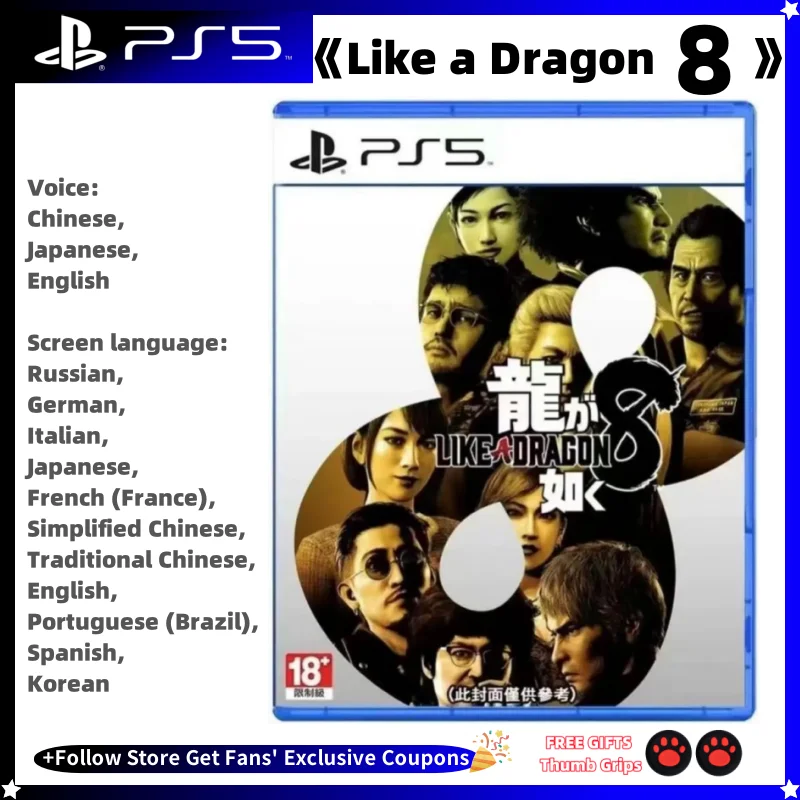 PS5
《Like a Dragon 8》
PS5
Voice:
Chinese,
Japanese,
English
Screen language:
Russian,
German,
Italian,
Japanese,
French (France),
Simplified Chinese,
Traditional Chinese,
English,
Portuguese (Brazil),
Spanish,
Korean
龍が
LIKE A DRAGON 8
如く
18+
限制級
(此封面僅供參考)
+Follow Store Get Fans' Exclusive Coupons
FREE GIFTS
Thumb Grips